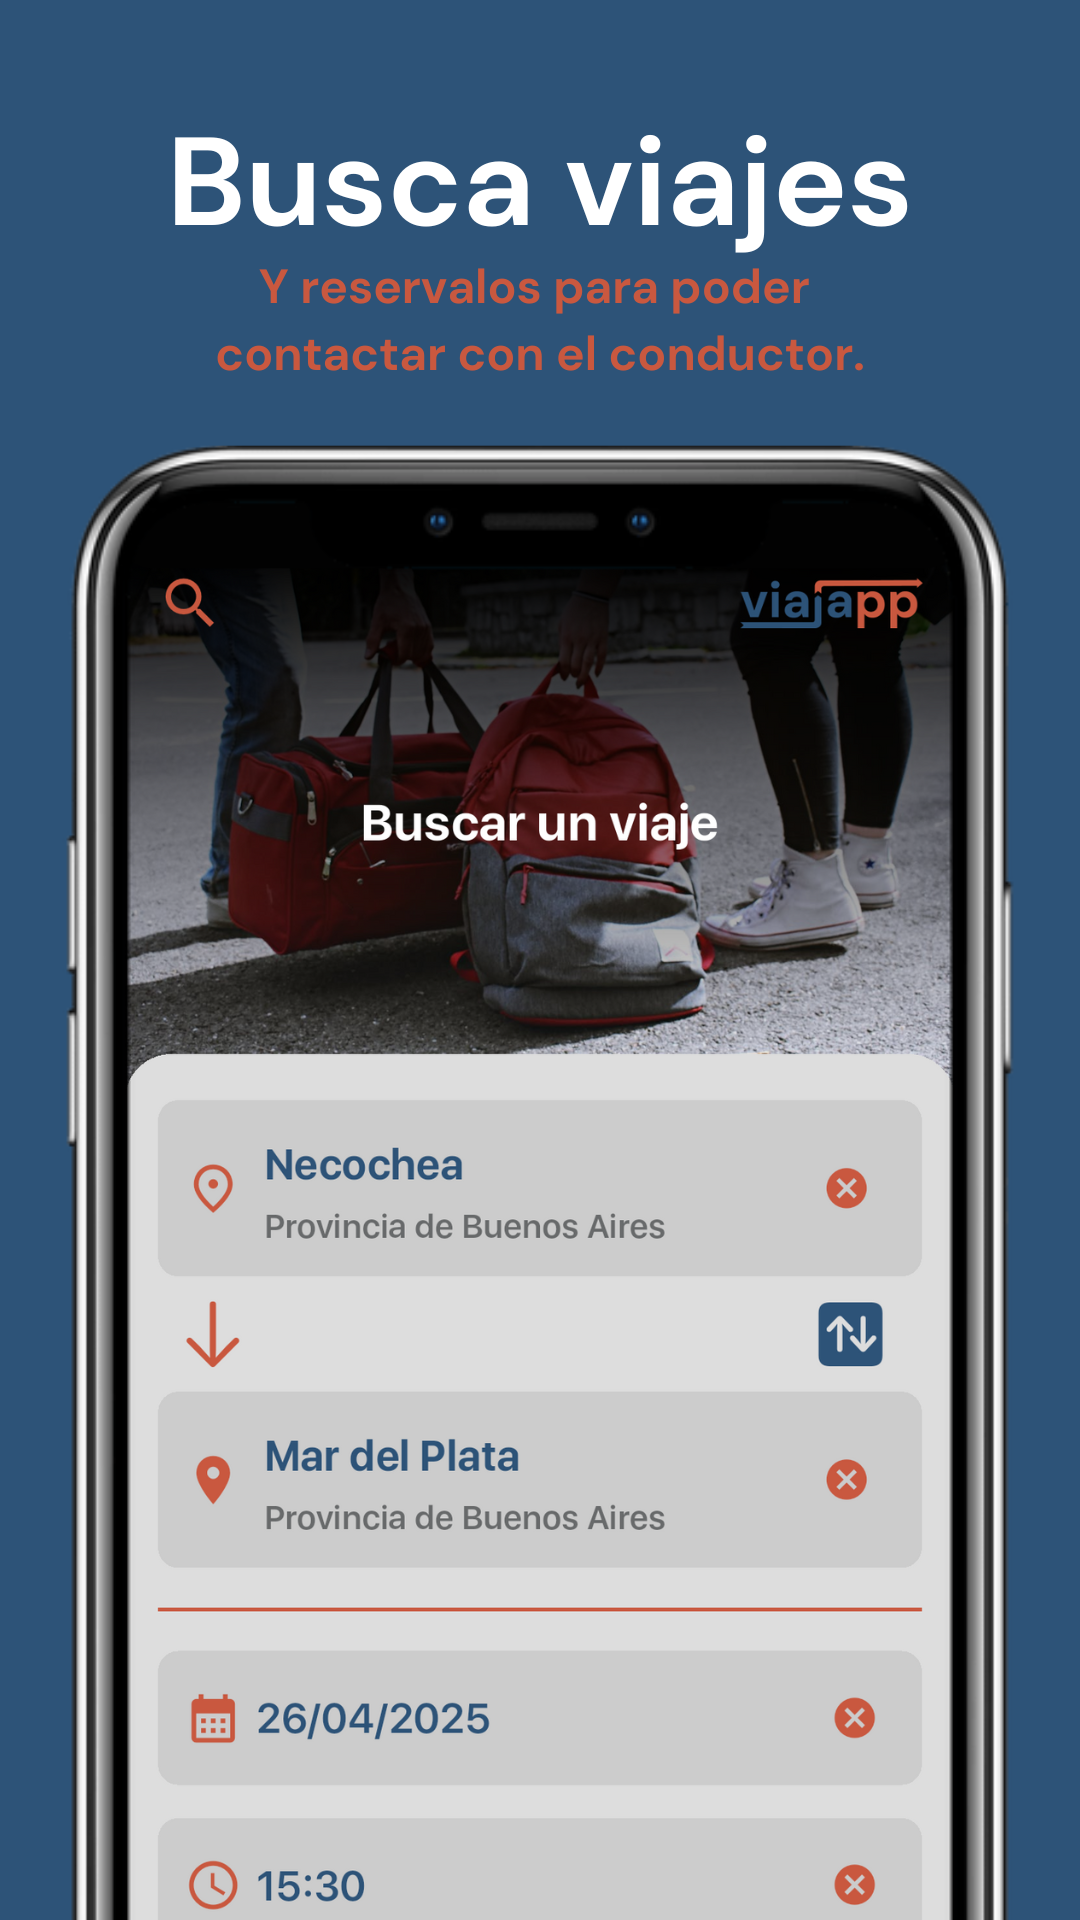 Busca viajes
Y reservalos para poder
contactar con el conductor.
viajapp
Buscar un viaje
Necochea
Provincia de Buenos Aires
Mar del Plata
Provincia de Buenos Aires
26/04/2025
15:30